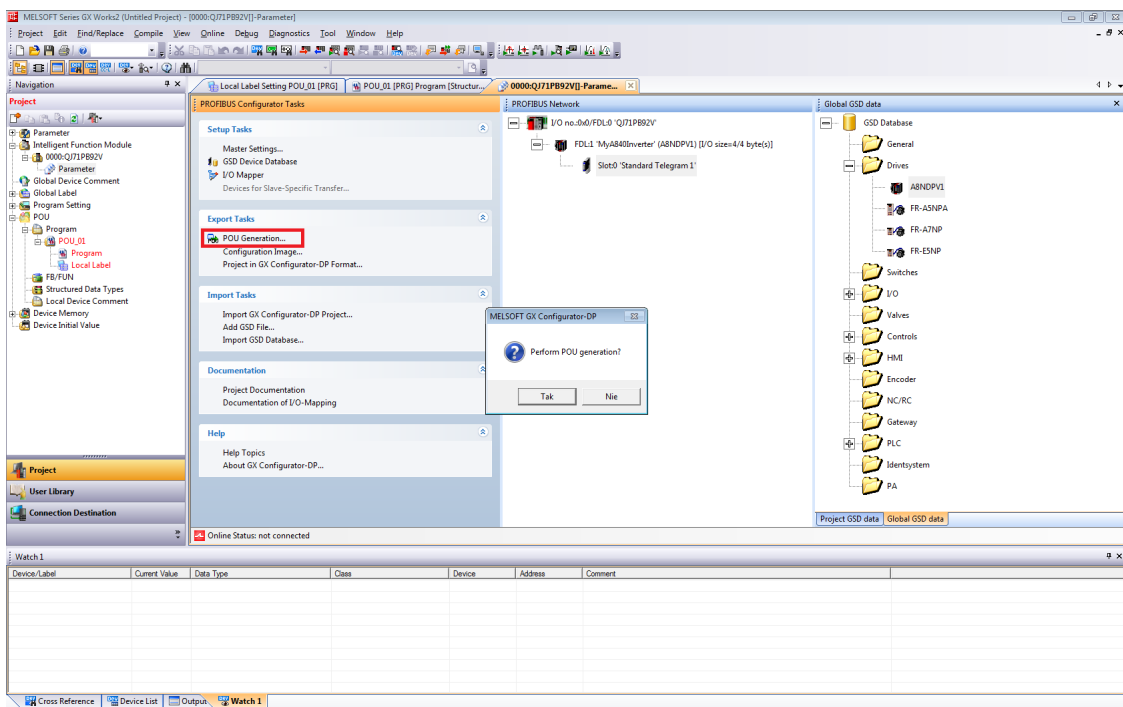 MELSOFT Series GX Works2 (Untitled Project) - [0000:QJ71PB92V[]-Parameter]
Project Edit Find/Replace Compile View Online Debug Diagnostics Tool Window Help
Navigation
Local Label Setting POU_01 [PRG]
POU_01 [PRG] Program [Structur...
0000:QJ71PB92V[]-Parame...
Project
Parameter
Intelligent Function Module
0000:QJ71PB92V
Parameter
Global Device Comment
Global Label
Program Setting
POU
Program
POU_01
Program
Local Label
FB/FUN
Structured Data Types
Local Device Comment
Device Memory
Device Initial Value
Project
User Library
Connection Destination
PROFIBUS Configurator Tasks
Setup Tasks
Master Settings...
GSD Device Database
I/O Mapper
Devices for Slave-Specific Transfer...
Export Tasks
POU Generation...
Configuration Image...
Project in GX Configurator-DP Format...
Import Tasks
Import GX Configurator-DP Project...
Add GSD File...
Import GSD Database...
Documentation
Project Documentation
Documentation of I/O-Mapping
Help
Help Topics
About GX Configurator-DP...
PROFIBUS Network
I/O no.:0x0/FDL:0 'QJ71PB92V'
FDL:1 'MyA840Inverter' (A8NDPV1) [I/O size=4/4 byte(s)]
Slot:0 'Standard Telegram 1'
MELSOFT GX Configurator-DP
Perform POU generation?
Tak
Nie
Global GSD data
GSD Database
General
Drives
A8NDPV1
FR-A5NPA
FR-A7NP
FR-E5NP
Switches
I/O
Valves
Controls
HMI
Encoder
NC/RC
Gateway
PLC
Identsystem
PA
Project GSD data
Global GSD data
Online Status: not connected
Watch 1
Device/Label Current Value Data Type Class Device Address Comment
Cross Reference
Device List
Output
Watch 1